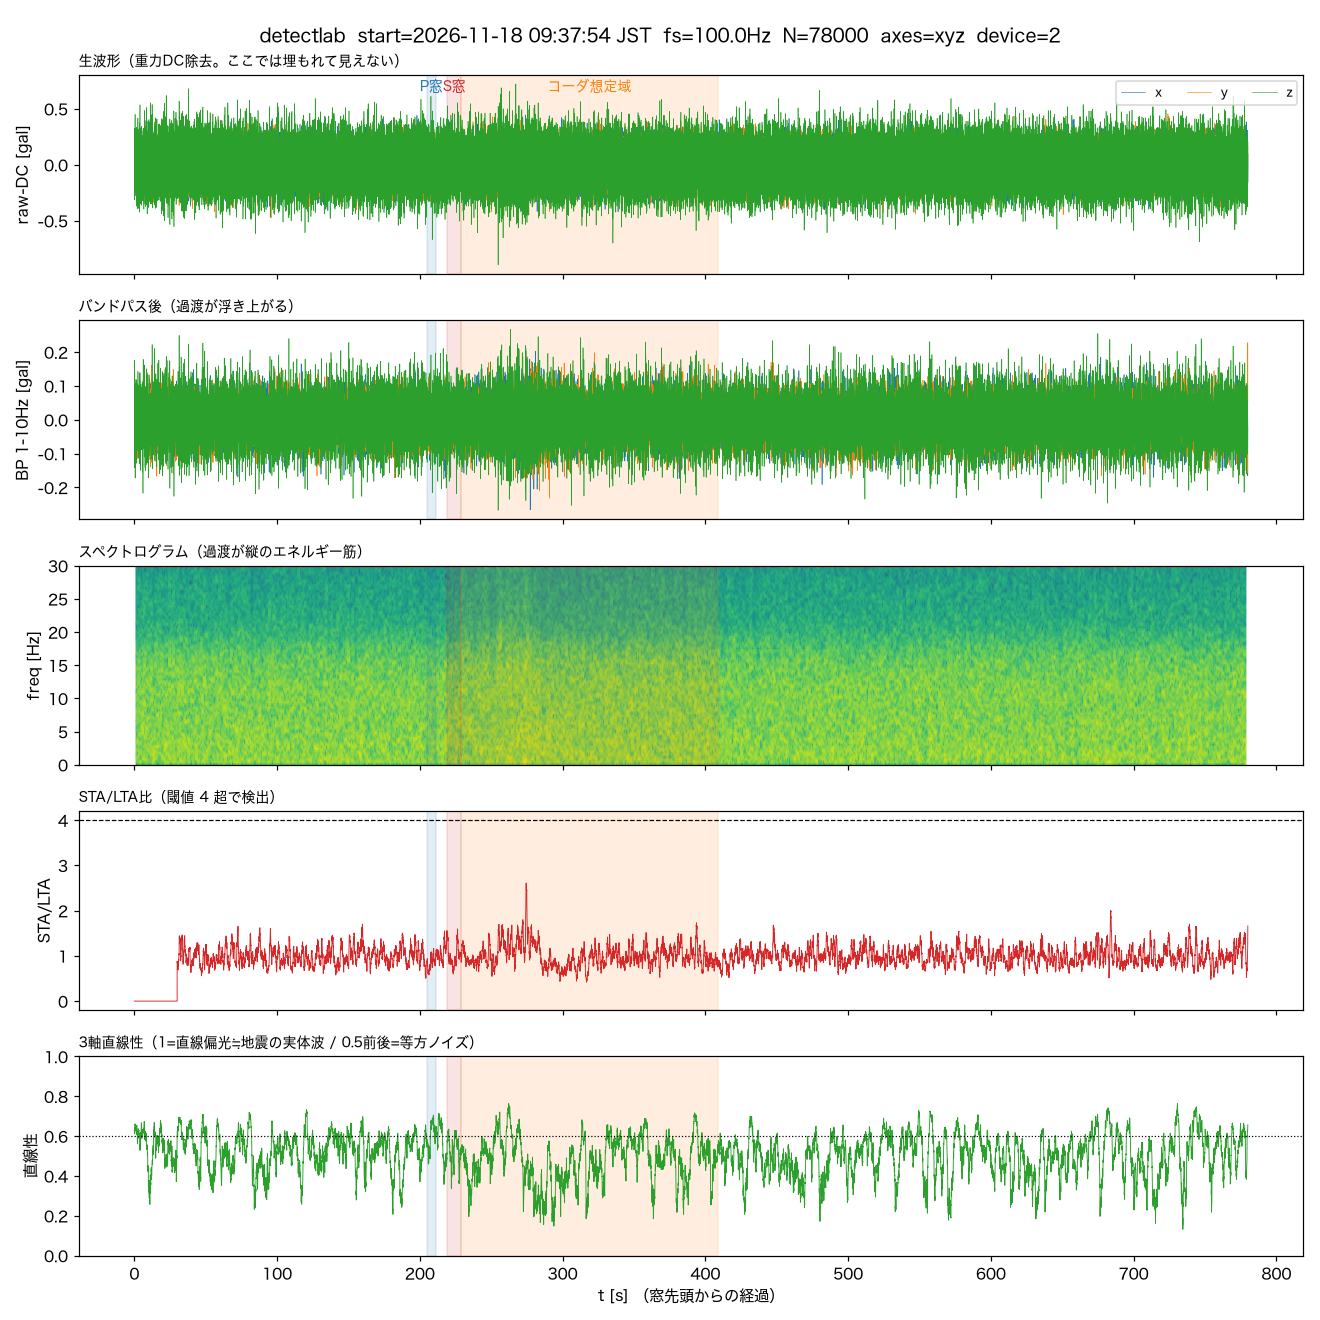 detectlab  start=2026-11-18 09:37:54 JST  fs=100.0Hz  N=78000  axes=xyz  device=2
生波形（重力DC除去。ここでは埋もれて見えない）
P窓 S窓 コーダ想定域
x y z
raw-DC [gal]
0.5
0.0
-0.5
バンドパス後（過渡が浮き上がる）
BP 1-10Hz [gal]
0.2
0.1
0.0
-0.1
-0.2
スペクトログラム（過渡が縦のエネルギー筋）
freq [Hz]
30
25
20
15
10
5
0
STA/LTA比（閾値 4 超で検出）
STA/LTA
4
3
2
1
0
3軸直線性（1=直線偏光≒地震の実体波 / 0.5前後=等方ノイズ）
直線性
1.0
0.8
0.6
0.4
0.2
0.0
0 100 200 300 400 500 600 700 800
t [s] （窓先頭からの経過）